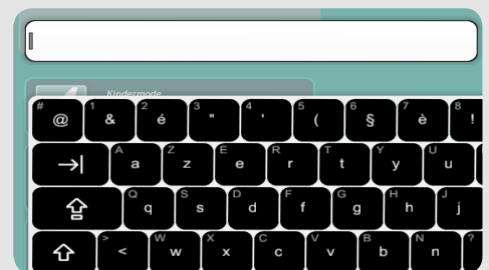 Kindermode
# @ 1 & 2 é 3 " 4 ' 5 ( 6 § 7 è 8 !
A a Z z E e R r T t Y y U u
Q q S s D d F f G g H h J j
> < W w X x C c V v B b N n ?